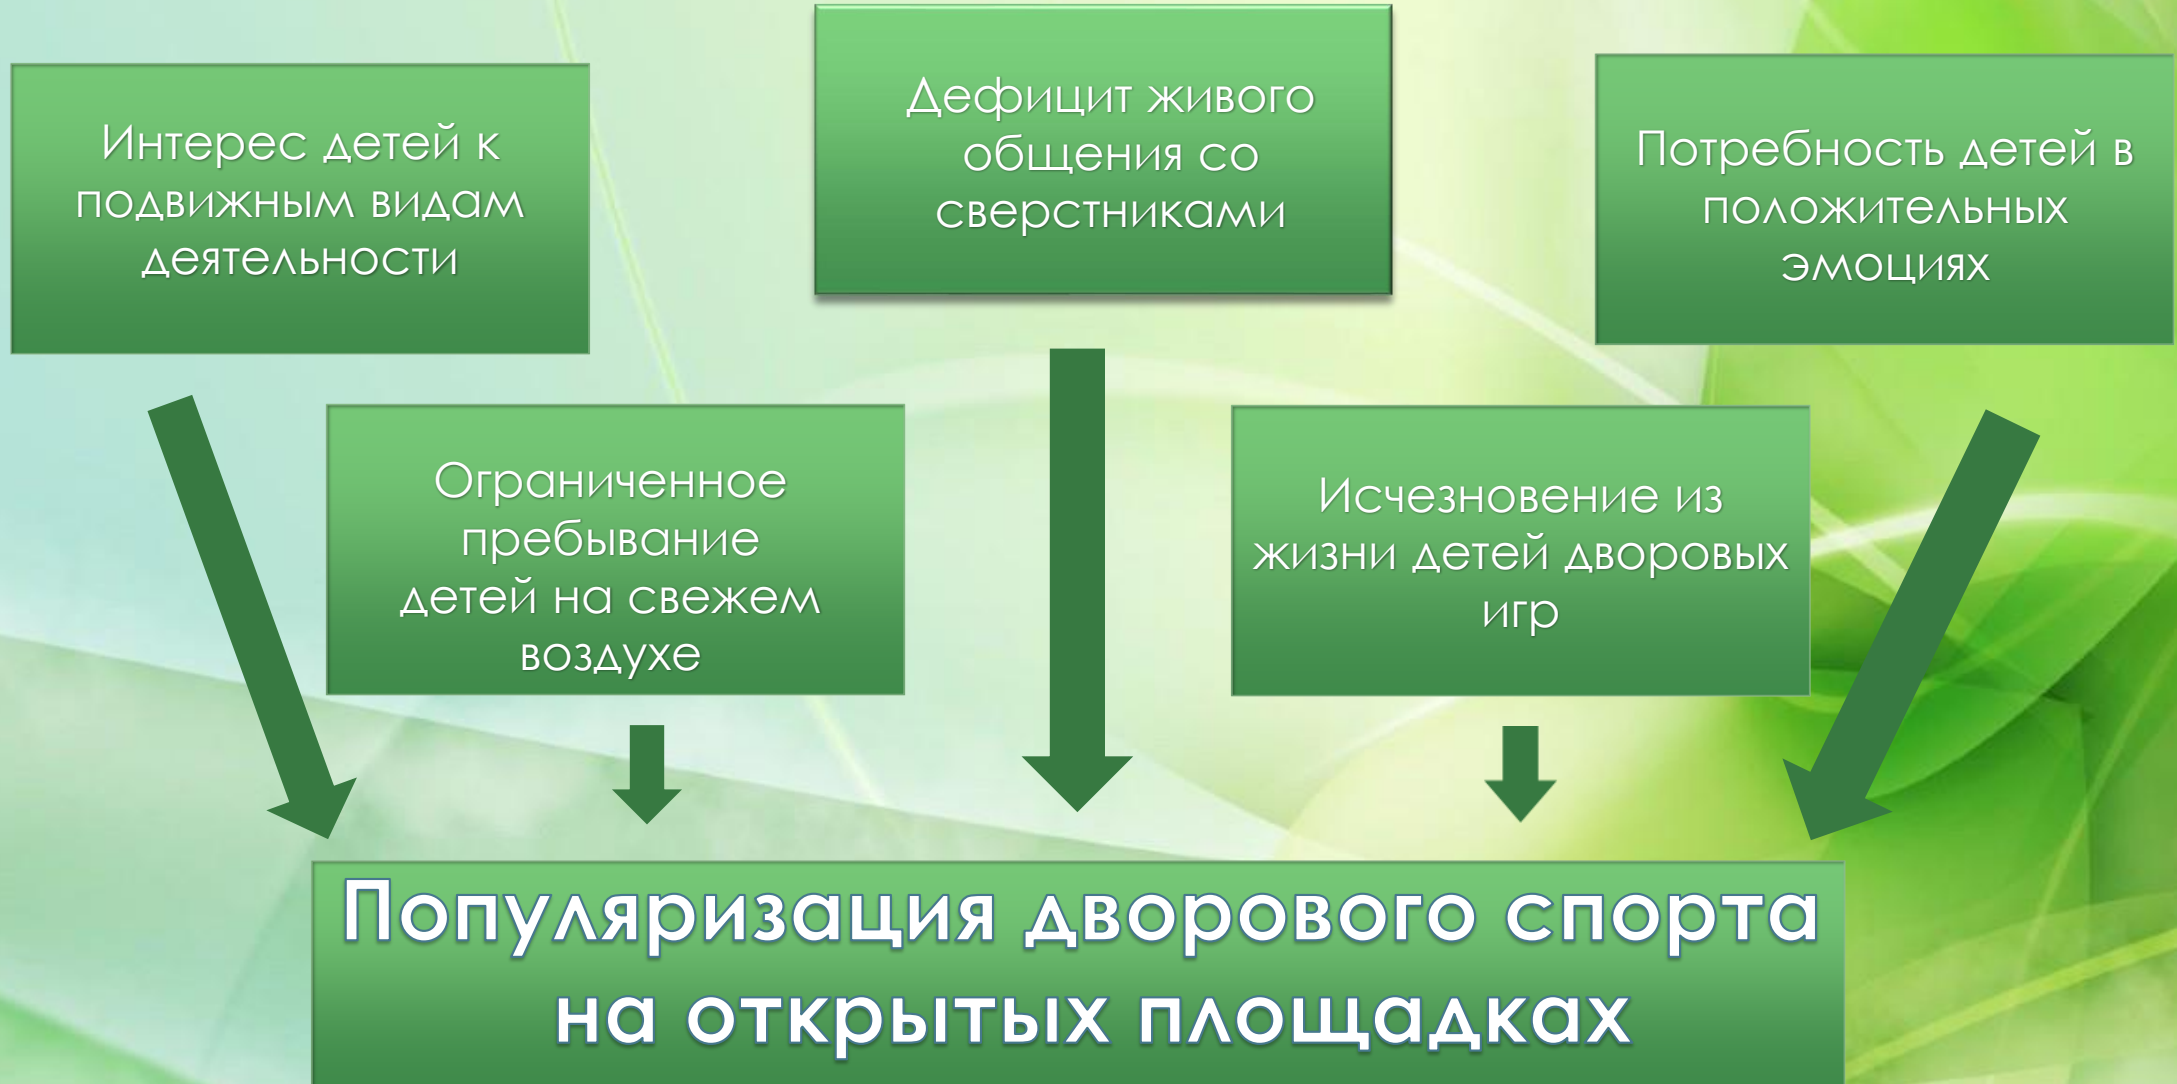 Интерес детей к
подвижным видам
деятельности
Дефицит живого
общения со
сверстниками
Потребность детей в
положительных
эмоциях
Ограниченное
пребывание
детей на свежем
воздухе
Исчезновение из
жизни детей дворовых
игр
Популяризация дворового спорта
на открытых площадках